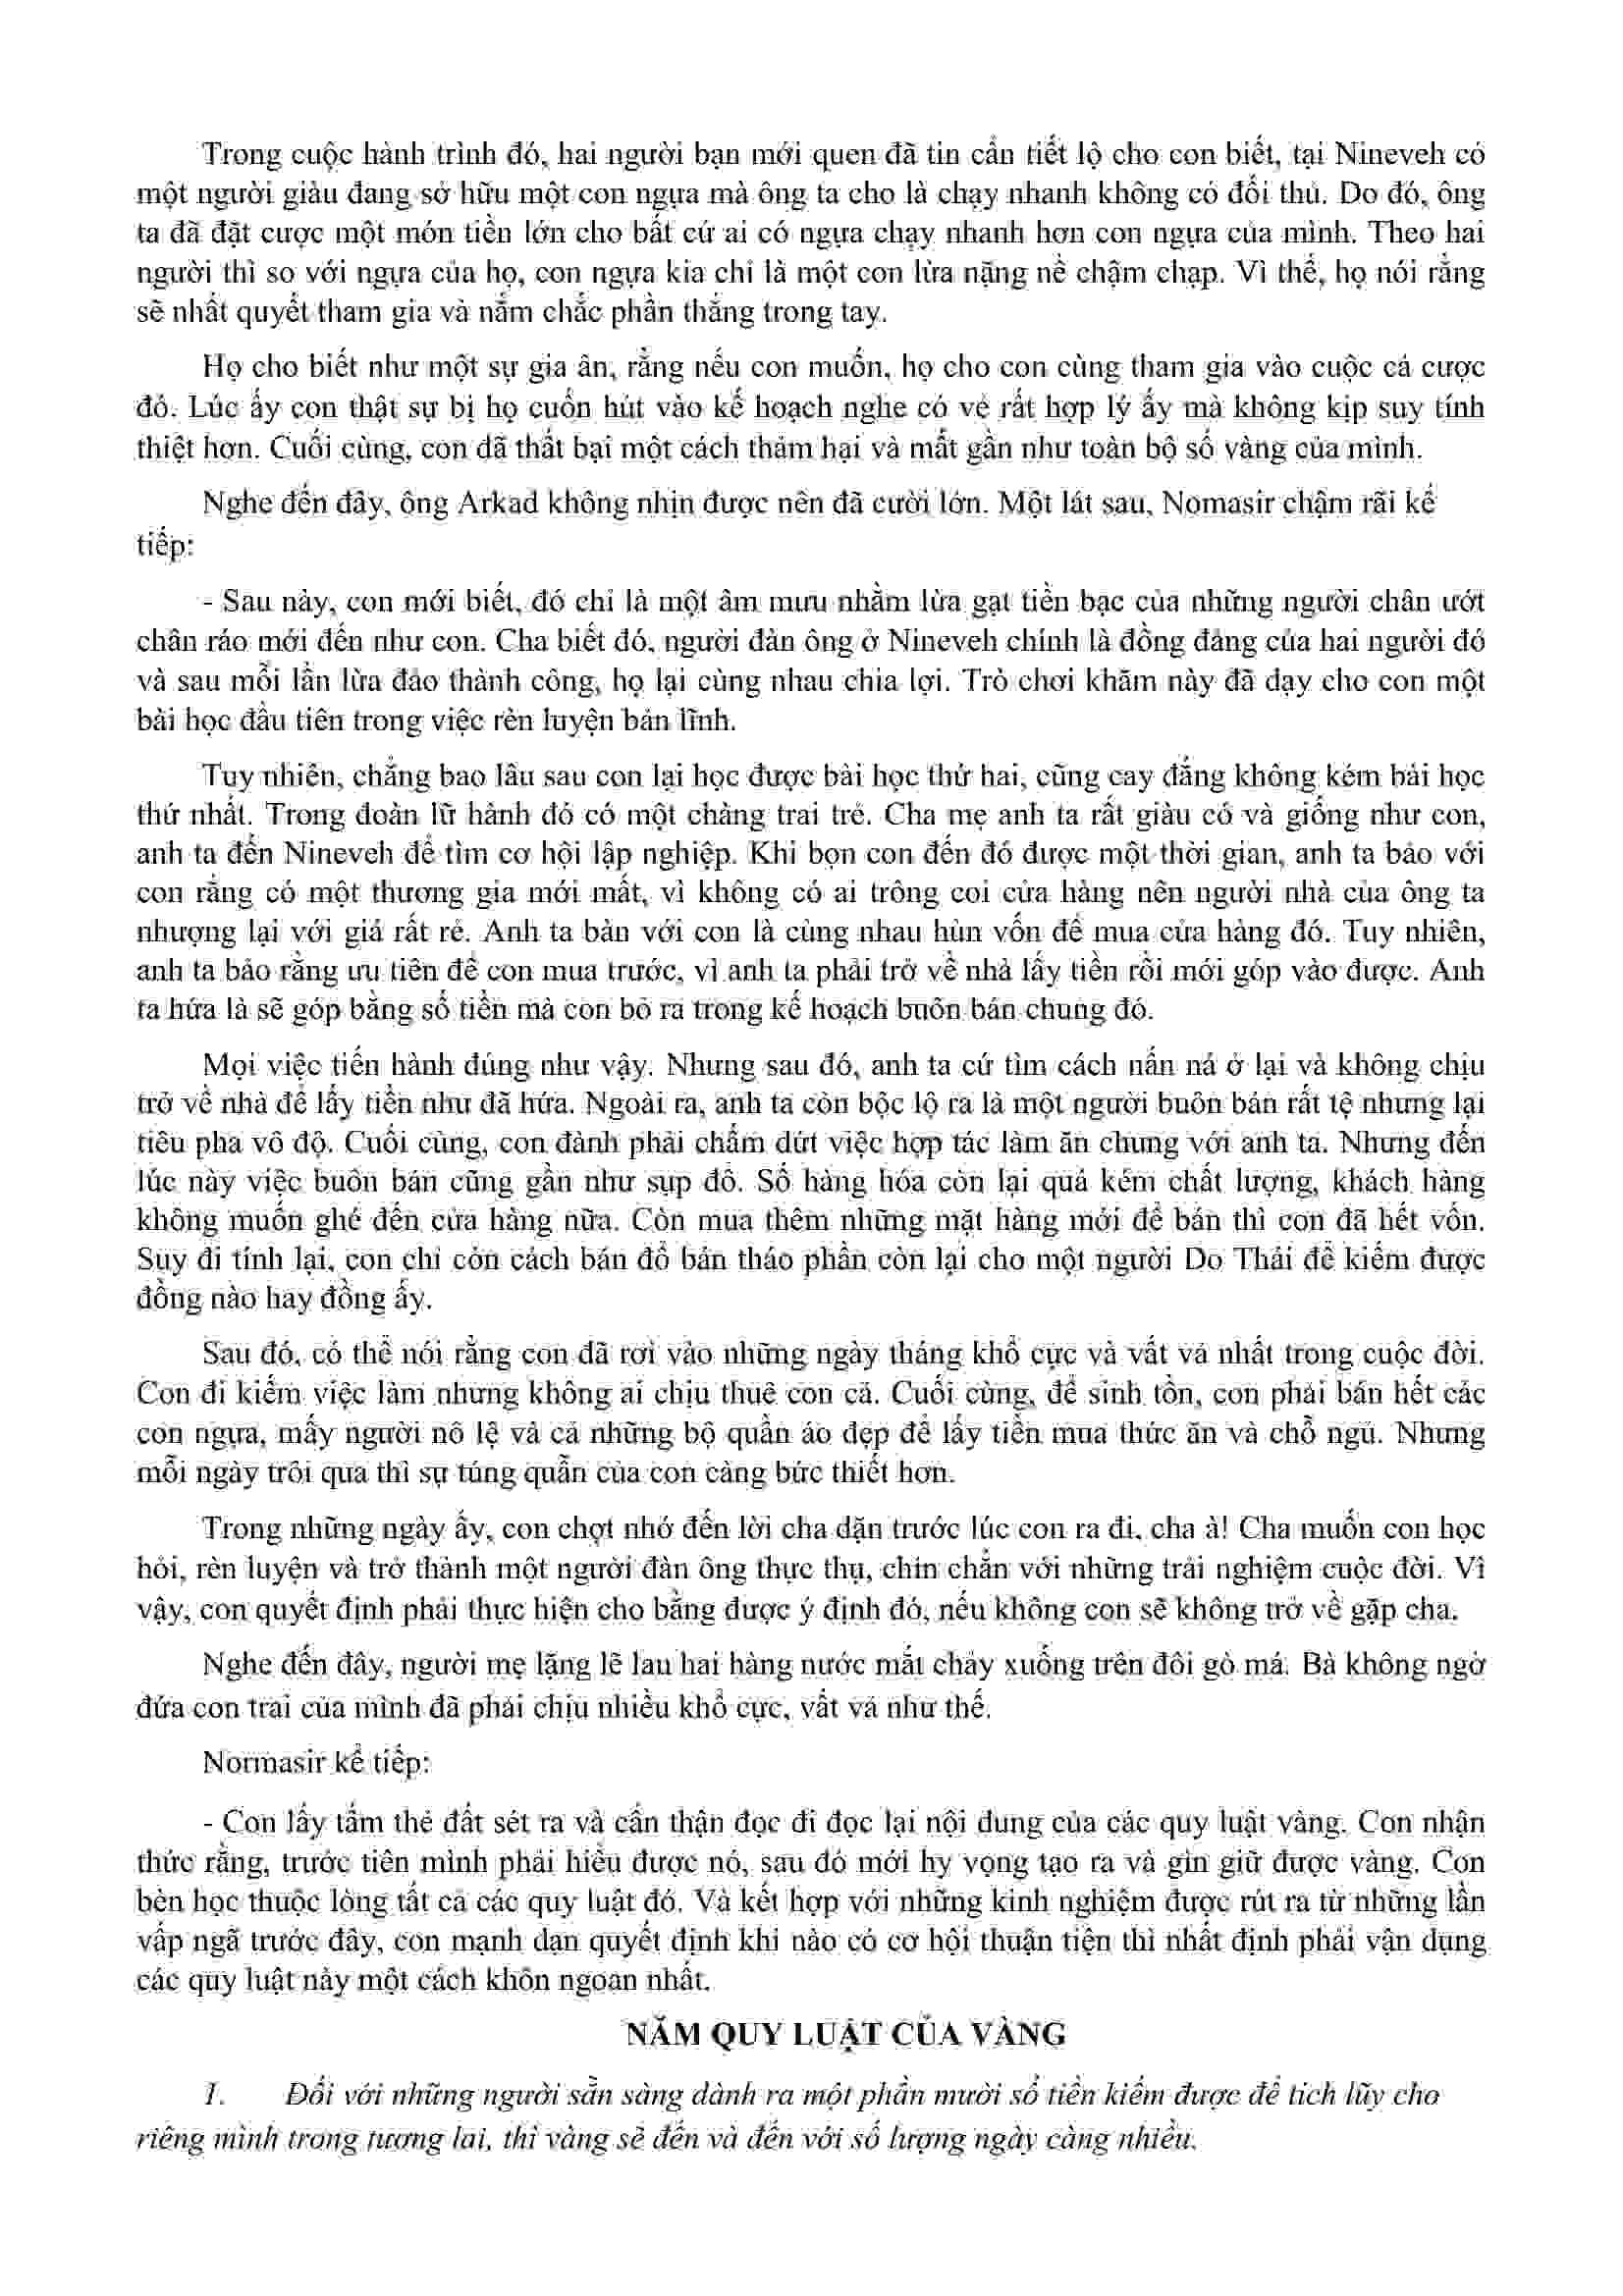 Trong cuộc hành trình đó, hai người bạn mới quen đã tin cẩn tiết lộ cho con biết, tại Nineveh có
một người giàu đang sở hữu một con ngựa mà ông ta cho là chạy nhanh không có đối thủ. Do đó, ông
ta đã đặt cược một món tiền lớn cho bất cứ ai có ngựa chạy nhanh hơn con ngựa của mình. Theo hai
người thì so với ngựa của họ, con ngựa kia chỉ là một con lừa nặng nề chậm chạp. Vì thế, họ nói rằng
sẽ nhất quyết tham gia và nắm chắc phần thắng trong tay.
Họ cho biết như một sự gia ân, rằng nếu con muốn, họ cho con cùng tham gia vào cuộc cá cược
đó. Lúc ấy con thật sự bị họ cuốn hút vào kế hoạch nghe có vẻ rất hợp lý ấy mà không kịp suy tính
thiệt hơn. Cuối cùng, con đã thất bại một cách thảm hại và mất gần như toàn bộ số vàng của mình.
Nghe đến đây, ông Arkad không nhịn được nên đã cười lớn. Một lát sau, Nomasir chậm rãi kể
tiếp:
- Sau này, con mới biết, đó chỉ là một âm mưu nhằm lừa gạt tiền bạc của những người chân ướt
chân ráo mới đến như con. Cha biết đó, người đàn ông ở Nineveh chính là đồng đảng của hai người đó
và sau mỗi lần lừa đảo thành công, họ lại cùng nhau chia lợi. Trò chơi khăm này đã dạy cho con một
bài học đầu tiên trong việc rèn luyện bản lĩnh.
Tuy nhiên, chẳng bao lâu sau con lại học được bài học thứ hai, cũng cay đắng không kém bài học
thứ nhất. Trong đoàn lữ hành đó có một chàng trai trẻ. Cha mẹ anh ta rất giàu có và giống như con,
anh ta đến Nineveh để tìm cơ hội lập nghiệp. Khi bọn con đến đó được một thời gian, anh ta bảo với
con rằng có một thương gia mới mất, vì không có ai trông coi cửa hàng nên người nhà của ông ta
nhượng lại với giá rất rẻ. Anh ta bàn với con là cùng nhau hùn vốn để mua cửa hàng đó. Tuy nhiên,
anh ta bảo rằng ưu tiên để con mua trước, vì anh ta phải trở về nhà lấy tiền rồi mới góp vào được. Anh
ta hứa là sẽ góp bằng số tiền mà con bỏ ra trong kế hoạch buôn bán chung đó.
Mọi việc tiến hành đúng như vậy. Nhưng sau đó, anh ta cứ tìm cách nấn ná ở lại và không chịu
trở về nhà để lấy tiền như đã hứa. Ngoài ra, anh ta còn bộc lộ ra là một người buôn bán rất tệ nhưng lại
tiêu pha vô độ. Cuối cùng, con đành phải chấm dứt việc hợp tác làm ăn chung với anh ta. Nhưng đến
lúc này việc buôn bán cũng gần như sụp đổ. Số hàng hóa còn lại quá kém chất lượng, khách hàng
không muốn ghé đến cửa hàng nữa. Còn mua thêm những mặt hàng mới để bán thì con đã hết vốn.
Suy đi tính lại, con chỉ còn cách bán đổ bán tháo phần còn lại cho một người Do Thái để kiếm được
đồng nào hay đồng ấy.
Sau đó, có thể nói rằng con đã rơi vào những ngày tháng khổ cực và vất vả nhất trong cuộc đời.
Con đi kiếm việc làm nhưng không ai chịu thuê con cả. Cuối cùng, để sinh tồn, con phải bán hết các
con ngựa, mấy người nô lệ và cả những bộ quần áo đẹp để lấy tiền mua thức ăn và chỗ ngủ. Nhưng
mỗi ngày trôi qua thì sự túng quẫn của con càng bức thiết hơn.
Trong những ngày ấy, con chợt nhớ đến lời cha dặn trước lúc con ra đi, cha à! Cha muốn con học
hỏi, rèn luyện và trở thành một người đàn ông thực thụ, chín chắn với những trải nghiệm cuộc đời. Vì
vậy, con quyết định phải thực hiện cho bằng được ý định đó, nếu không con sẽ không trở về gặp cha.
Nghe đến đây, người mẹ lặng lẽ lau hai hàng nước mắt chảy xuống trên đôi gò má. Bà không ngờ
đứa con trai của mình đã phải chịu nhiều khổ cực, vất vả như thế.
Normasir kể tiếp:
- Con lấy tấm thẻ đất sét ra và cẩn thận đọc đi đọc lại nội dung của các quy luật vàng. Con nhận
thức rằng, trước tiên mình phải hiểu được nó, sau đó mới hy vọng tạo ra và gìn giữ được vàng. Con
bèn học thuộc lòng tất cả các quy luật đó. Và kết hợp với những kinh nghiệm được rút ra từ những lần
vấp ngã trước đây, con mạnh dạn quyết định khi nào có cơ hội thuận tiện thì nhất định phải vận dụng
các quy luật này một cách khôn ngoan nhất.
NĂM QUY LUẬT CỦA VÀNG
1. Đối với những người sẵn sàng dành ra một phần mười số tiền kiếm được để tích lũy cho
riêng mình trong tương lai, thì vàng sẽ đến và đến với số lượng ngày càng nhiều.